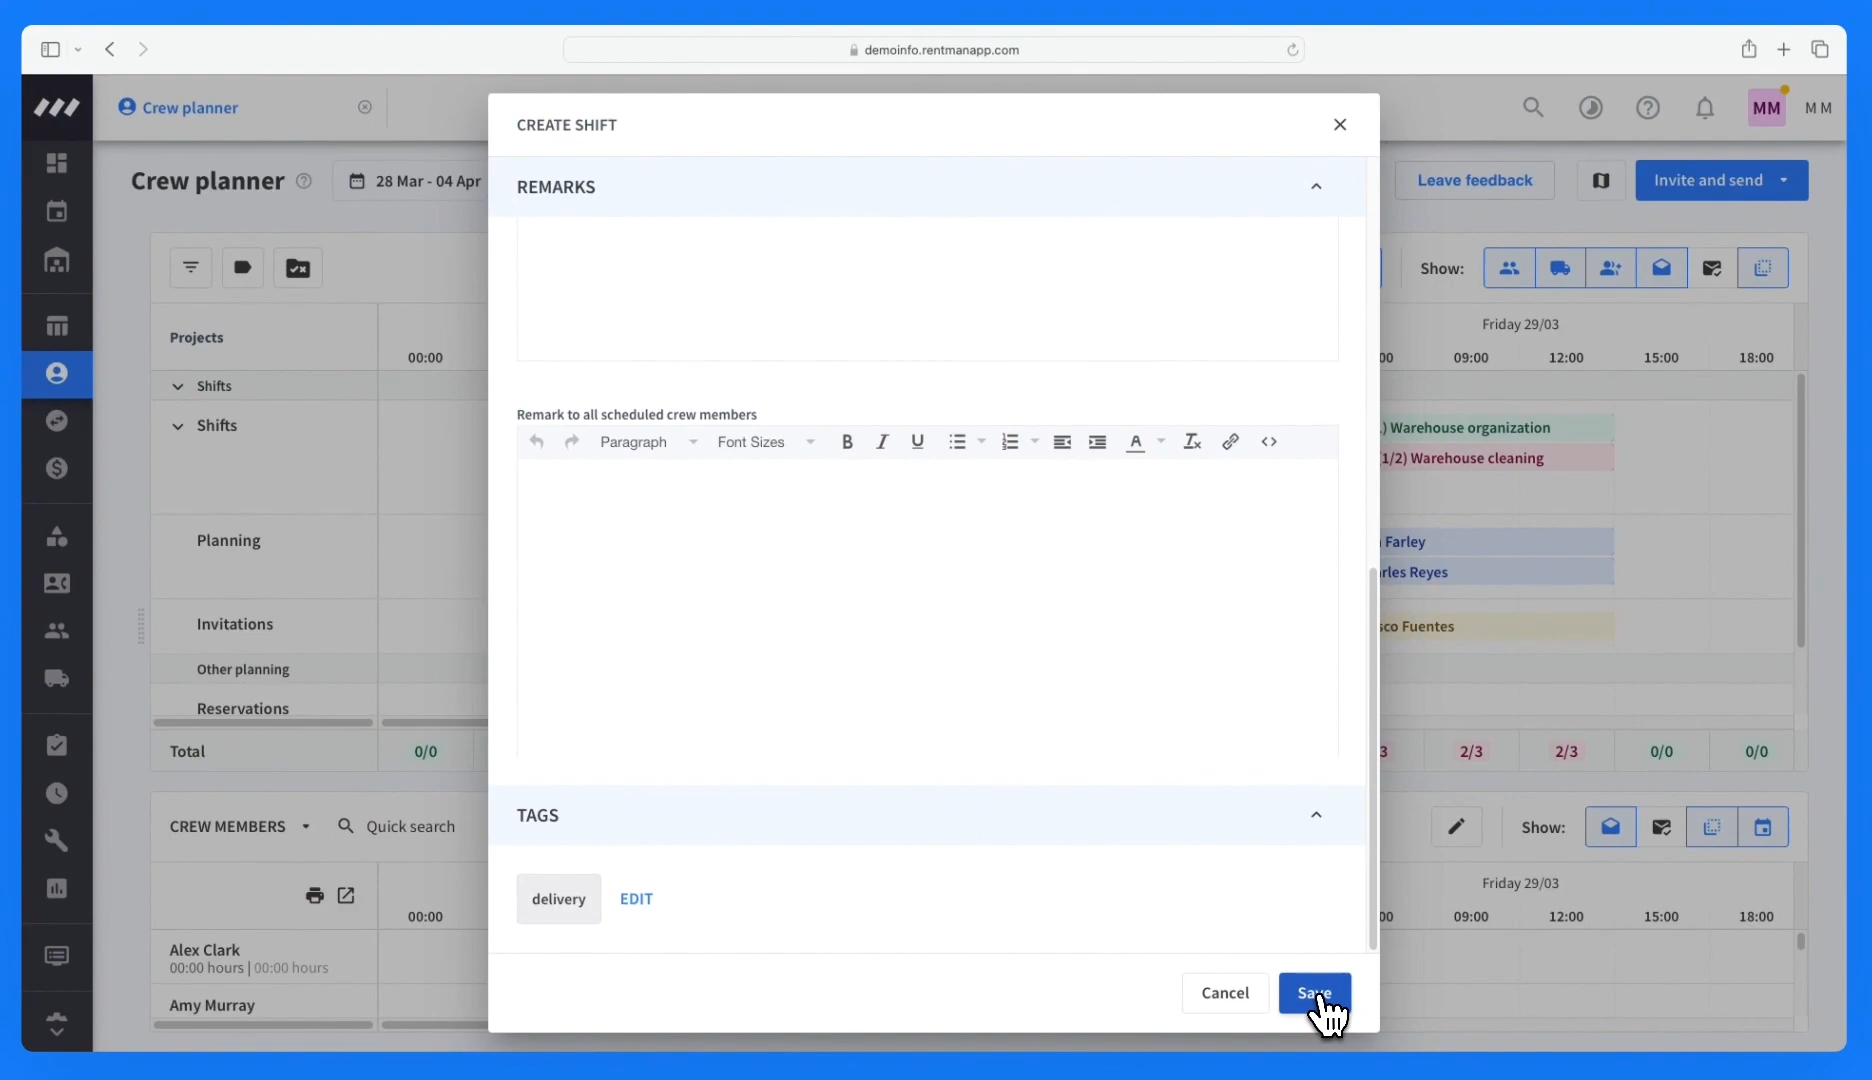 demoinfo.rentmanapp.com
Crew planner
MM
M M
CREATE SHIFT
Crew planner
28 Mar - 04 Apr
Leave feedback
Invite and send
REMARKS
Show:
Projects
00:00
Friday 29/03
09:00
12:00
15:00
18:00
Shifts
Shifts
Remark to all scheduled crew members
Paragraph
Font Sizes
Warehouse organization
1/2) Warehouse cleaning
Planning
Farley
Reyes
Invitations
Fuentes
Other planning
Reservations
Total
0/0
2/3
2/3
0/0
0/0
TAGS
CREW MEMBERS
Quick search
Show:
delivery
EDIT
Friday 29/03
00:00
09:00
12:00
15:00
18:00
Alex Clark
00:00 hours | 00:00 hours
Amy Murray
Cancel
Save